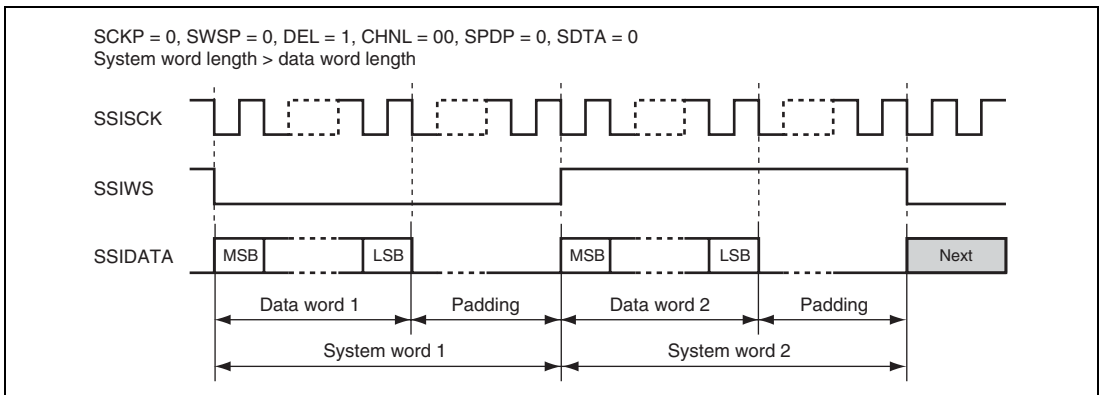 SCKP = 0, SWSP = 0, DEL = 1, CHNL = 00, SPDP = 0, SDTA = 0
System word length > data word length
SSISCK
SSIWS
SSIDATA
MSB
LSB
MSB
LSB
Next
Data word 1
Padding
Data word 2
Padding
System word 1
System word 2